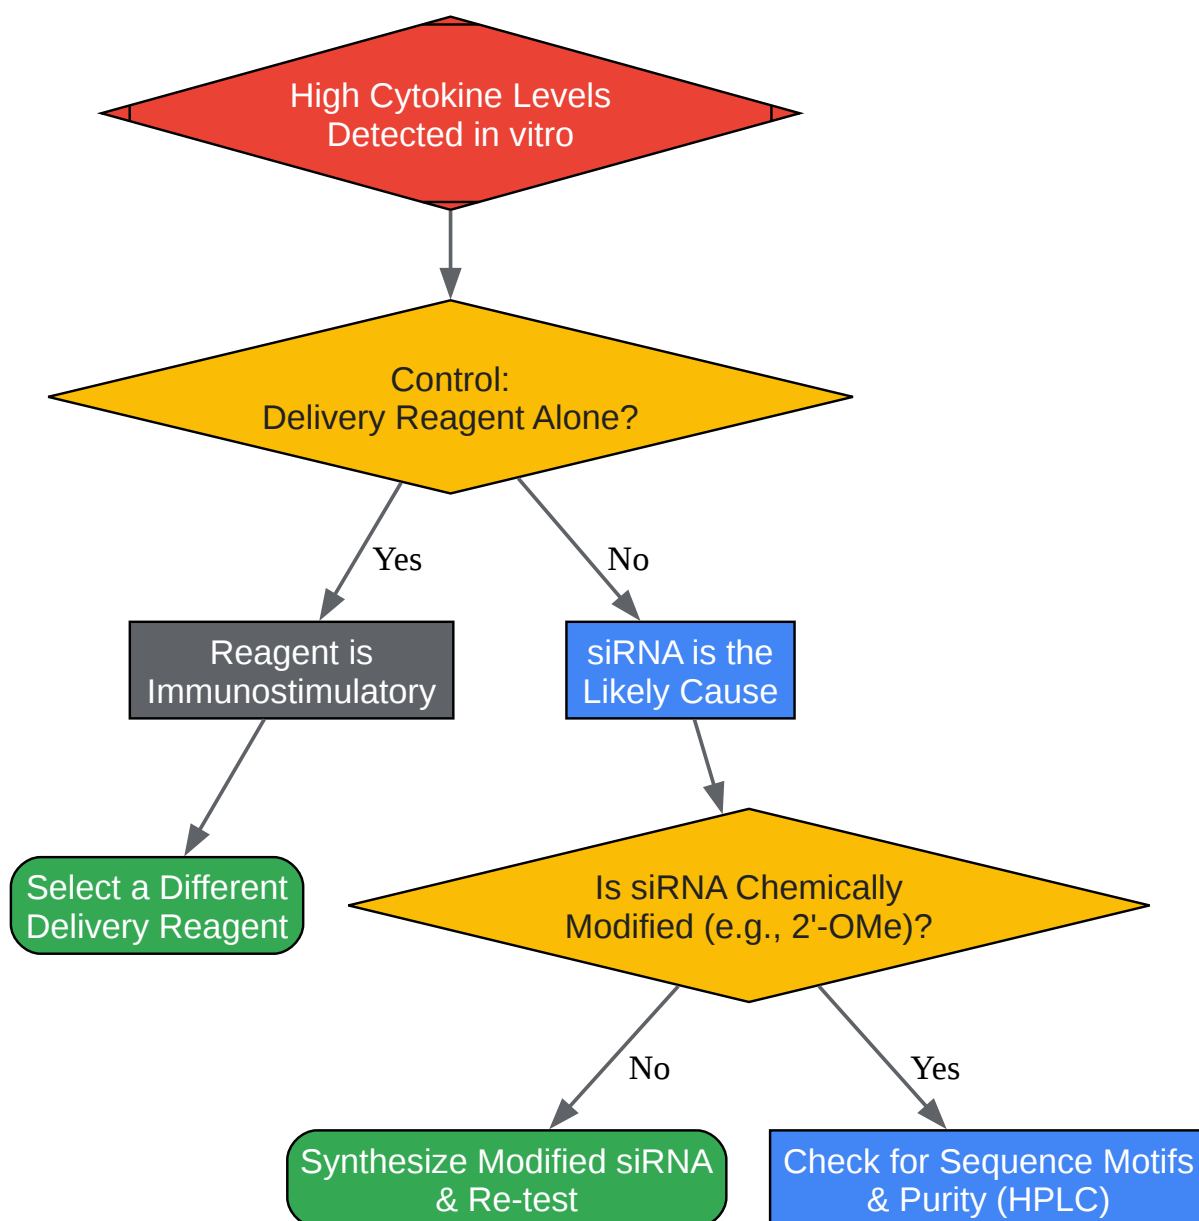 High Cytokine Levels
Detected in vitro
Control:
Delivery Reagent Alone?
Yes
No
Reagent is
Immunostimulatory
siRNA is the
Likely Cause
Select a Different
Delivery Reagent
Is siRNA Chemically
Modified (e.g., 2'-OMe)?
No
Yes
Synthesize Modified siRNA
& Re-test
Check for Sequence Motifs
& Purity (HPLC)